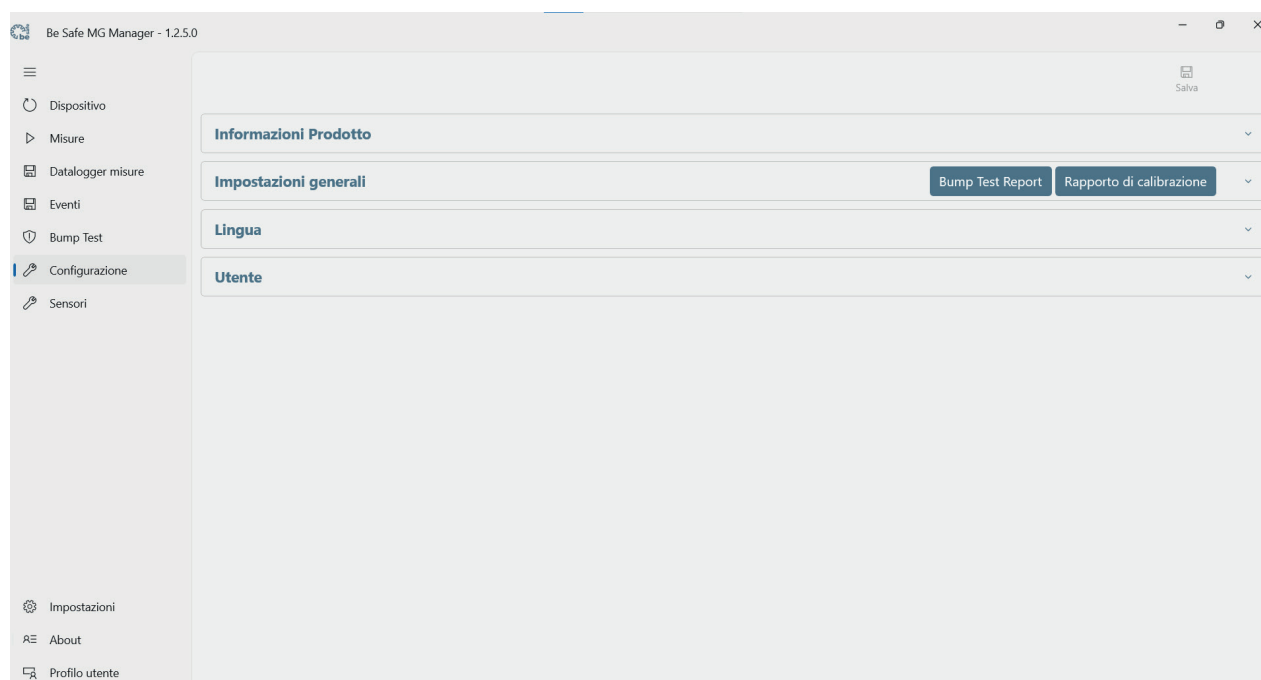 Be Safe MG Manager - 1.2.5.0
Salva
Dispositivo
Misure
Datalogger misure
Eventi
Bump Test
Configurazione
Sensori
Informazioni Prodotto
Impostazioni generali Bump Test Report Rapporto di calibrazione
Lingua
Utente
Impostazioni
About
Profilo utente